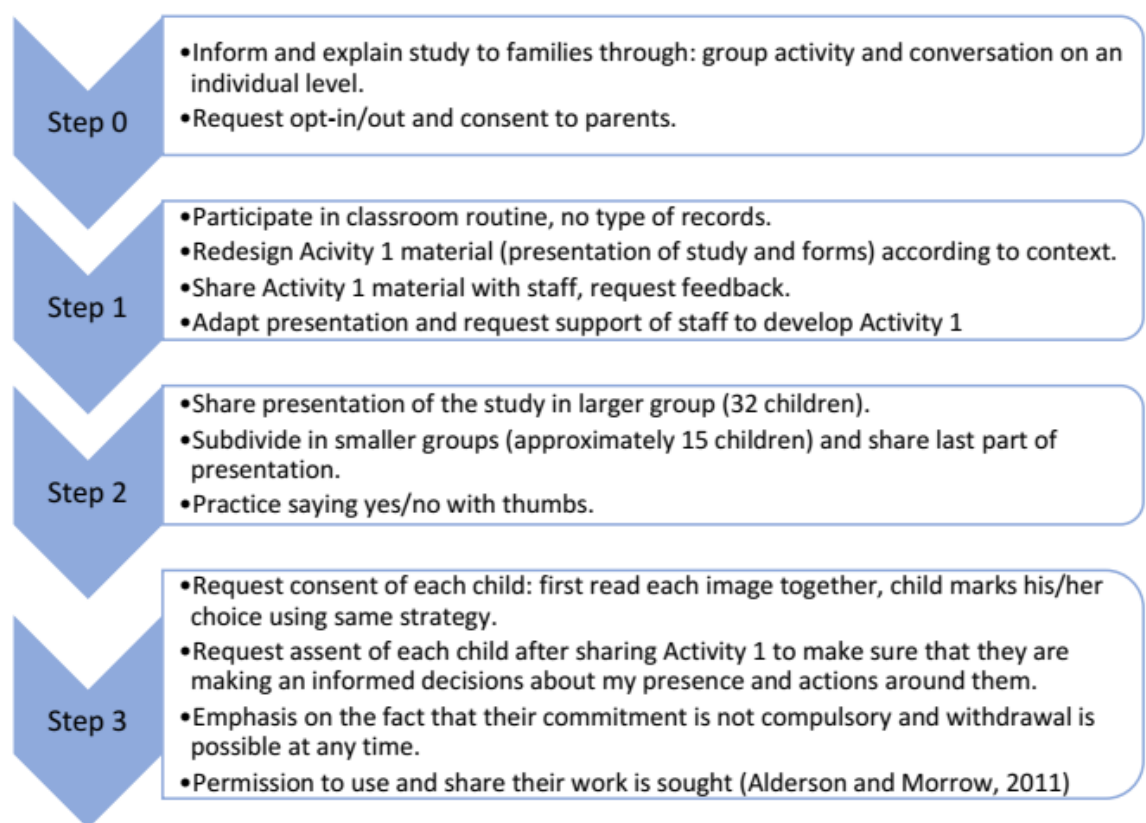 Step 0
•Inform and explain study to families through: group activity and conversation on an
individual level.
•Request opt-in/out and consent to parents.
Step 1
•Participate in classroom routine, no type of records.
•Redesign Acivity 1 material (presentation of study and forms) according to context.
•Share Activity 1 material with staff, request feedback.
•Adapt presentation and request support of staff to develop Activity 1
Step 2
•Share presentation of the study in larger group (32 children).
•Subdivide in smaller groups (approximately 15 children) and share last part of
presentation.
•Practice saying yes/no with thumbs.
Step 3
•Request consent of each child: first read each image together, child marks his/her
choice using same strategy.
•Request assent of each child after sharing Activity 1 to make sure that they are
making an informed decisions about my presence and actions around them.
•Emphasis on the fact that their commitment is not compulsory and withdrawal is
possible at any time.
•Permission to use and share their work is sought (Alderson and Morrow, 2011)